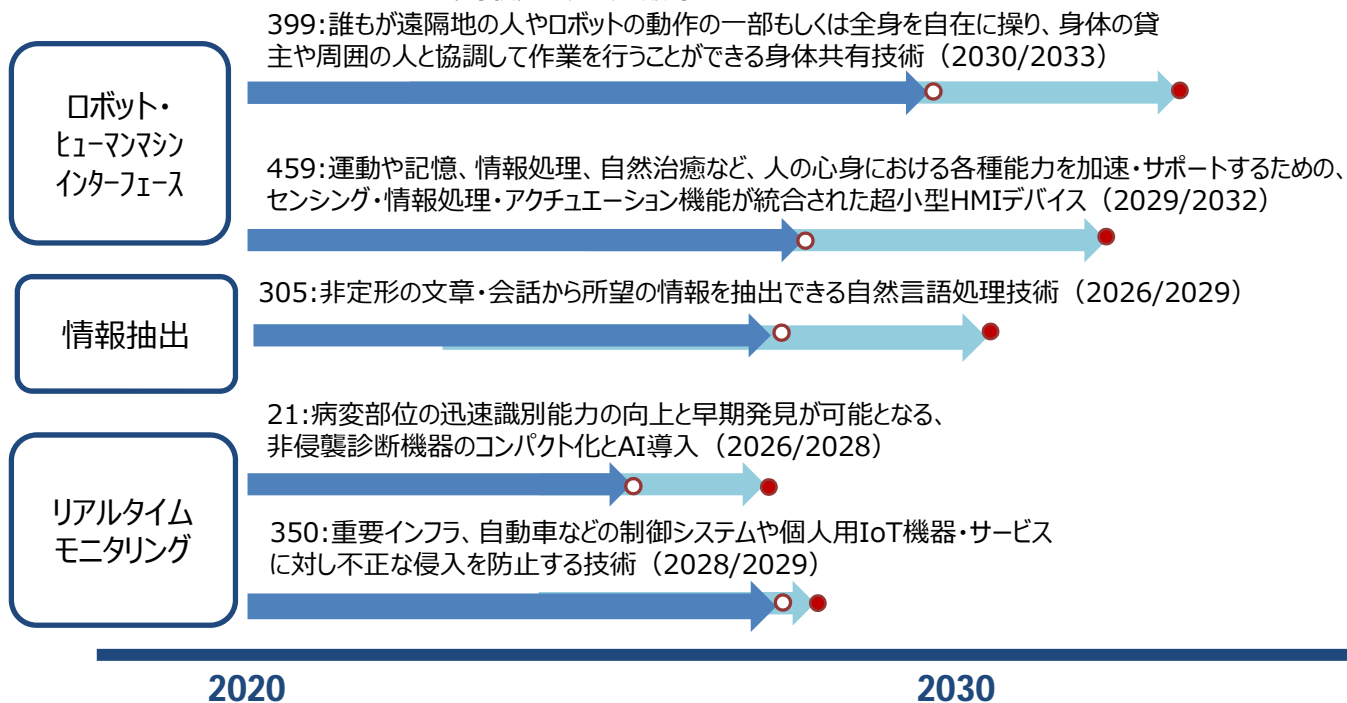 399:誰もが遠隔地の人やロボットの動作の一部もしくは全身を自在に操り、身体の貸
主や周囲の人と協調して作業を行うことができる身体共有技術（2030/2033）
ロボット・
ヒューマンマシン
インターフェース
459:運動や記憶、情報処理、自然治癒など、人の心身における各種能力を加速・サポートするための、
センシング・情報処理・アクチュエーション機能が統合された超小型HMIデバイス（2029/2032）
305:非定形の文章・会話から所望の情報を抽出できる自然言語処理技術（2026/2029）
情報抽出
21:病変部位の迅速識別能力の向上と早期発見が可能となる、
非侵襲診断機器のコンパクト化とAI導入（2026/2028）
リアルタイム
モニタリング
350:重要インフラ、自動車などの制御システムや個人用IoT機器・サービス
に対し不正な侵入を防止する技術（2028/2029）
2020
2030